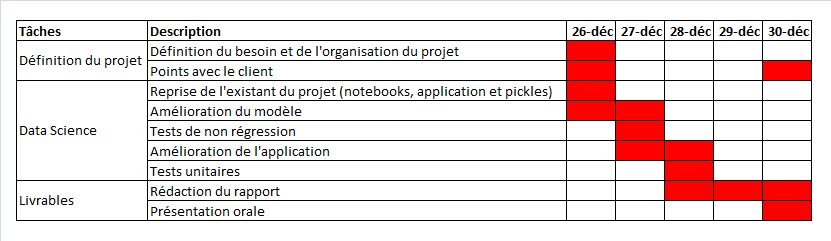 Tâches Description 26-déc 27-déc 28-déc 29-déc 30-déc
Définition du projet
Définition du besoin et de l'organisation du projet
Points avec le client
Data Science
Reprise de l'existant du projet (notebooks, application et pickles)
Amélioration du modèle
Tests de non régression
Amélioration de l'application
Tests unitaires
Livrables
Rédaction du rapport
Présentation orale